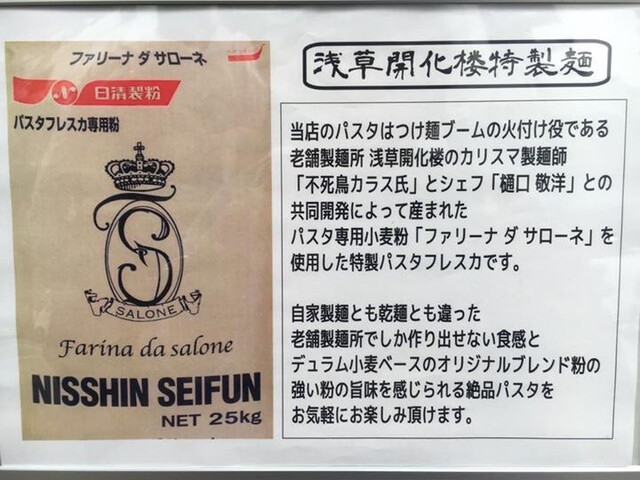 ファリーナ ダ サローネ
日清製粉
パスタフレスカ専用粉
SALONE
Farina da salone
NISSHIN SEIFUN
NET 25kg
浅草開化楼特製麺
当店のパスタはつけ麺ブームの火付け役である
老舗製麺所 浅草開化楼のカリスマ製麺師
「不死鳥カラス氏」とシェフ「樋口 敬洋」との
共同開発によって産まれた
パスタ専用小麦粉「ファリーナ ダ サローネ」を
使用した特製パスタフレスカです。
自家製麺とも乾麺とも違った
老舗製麺所でしか作り出せない食感と
デュラム小麦ベースのオリジナルブレンド粉の
強い粉の旨味を感じられる絶品パスタを
お気軽にお楽しみ頂けます。